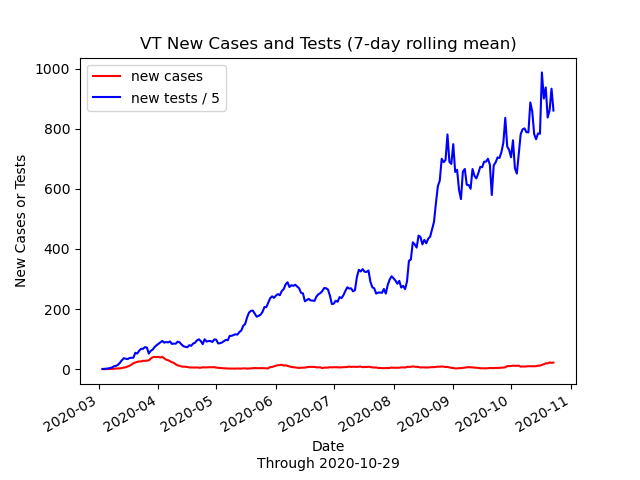 VT New Cases and Tests (7-day rolling mean)
new cases
new tests / 5
New Cases or Tests
1000
800
600
400
200
0
2020-03
2020-04
2020-05
2020-06
2020-07
2020-08
2020-09
2020-10
2020-11
Date
Through 2020-10-29